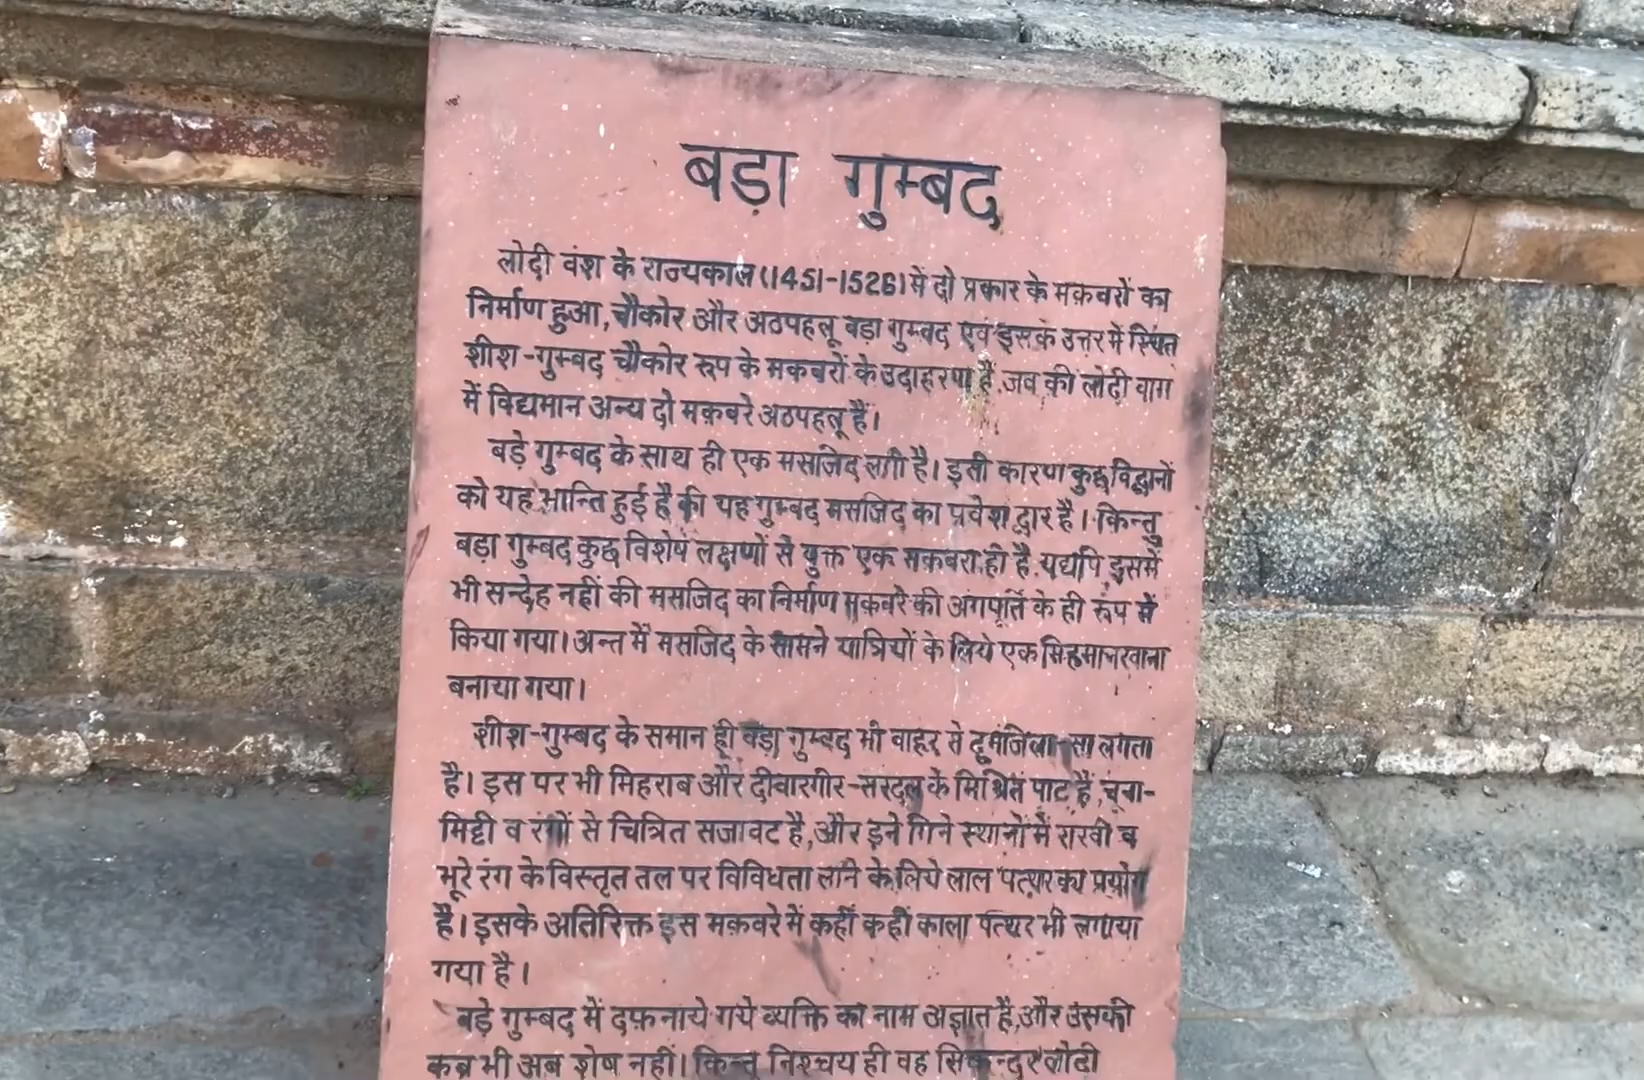 बड़ा गुम्बद
लोदी वंश के राज्यकाल (1451-1526) में दो प्रकार के मक़बरों का
निर्माण हुआ, चौकोर और अठपहलू बड़ा गुम्बद एवं इसके उत्तर में स्थित
शीश-गुम्बद चौकोर रूप के मकबरों के उदाहरण हैं. जब की लोदी बाग
में विद्यमान अन्य दो मक़बरे अठपहलू हैं।
बड़े गुम्बद के साथ ही एक मसजिद लगी है। इसी कारण कुछ विद्वानों
को यह भ्रान्ति हुई है की यह गुम्बद मसजिद का प्रवेश द्वार है। किन्तु
बड़ा गुम्बद कुछ विशेष लक्षणों से युक्त एक मक़बरा ही है. यद्यपि इसमें
भी सन्देह नहीं की मसजिद का निर्माण मक़बरे की अंगपूर्ति के ही रूप में
किया गया। अन्त में मसजिद के सामने यात्रियों के लिये एक मिहमानखाना
बनाया गया।
शीश-गुम्बद के समान ही बड़ा गुम्बद भी बाहर से दुमंजिला-सा लगता
है। इस पर भी मिहराब और दीवारगीर-सरदल के मिश्रित पाट है, चूना-
मिट्टी व रंगों से चित्रित सजावट है, और इने गिने स्थानों में राखी व
भूरे रंग के विस्तृत तल पर विविधता लाने के लिये लाल पत्थर का प्रयोग
है। इसके अतिरिक्त इस मक़बरे में कहीं कहीं काला पत्थर भी लगाया
गया है।
बड़े गुम्बद में दफ़नाये गये व्यक्ति का नाम अज्ञात है, और उसकी
कब्र भी अब शेष नहीं। किन्तु निश्चय ही वह सिकन्दर लोदी